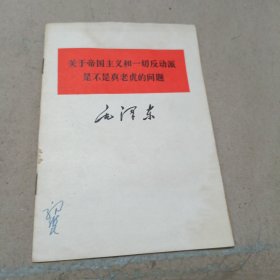 关于帝国主义和一切反动派
是不是真老虎的问题
毛泽东